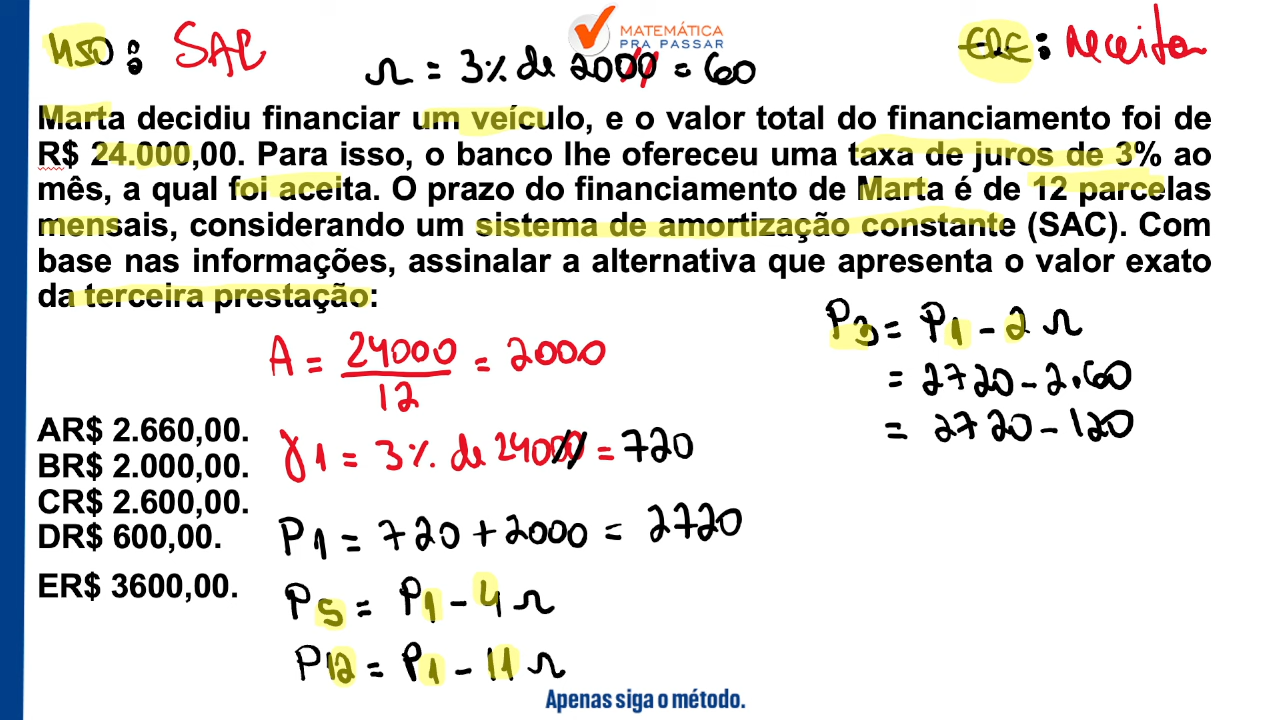 MATEMÁTICA
PRA PASSAR
MSO: SAC
CRE: receita
r = 3% de 2000 = 60
Marta decidiu financiar um veículo, e o valor total do financiamento foi de
R$ 24.000,00. Para isso, o banco lhe ofereceu uma taxa de juros de 3% ao
mês, a qual foi aceita. O prazo do financiamento de Marta é de 12 parcelas
mensais, considerando um sistema de amortização constante (SAC). Com
base nas informações, assinalar a alternativa que apresenta o valor exato
da terceira prestação:
A = 24000/12 = 2000
J1 = 3% de 24000 = 720
P1 = 720 + 2000 = 2720
P5 = P1 - 4r
P12 = P1 - 11r
P3 = P1 - 2r
= 2720 - 2.60
= 2720 - 120
AR$ 2.660,00.
BR$ 2.000,00.
CR$ 2.600,00.
DR$ 600,00.
ER$ 3600,00.
Apenas siga o método.